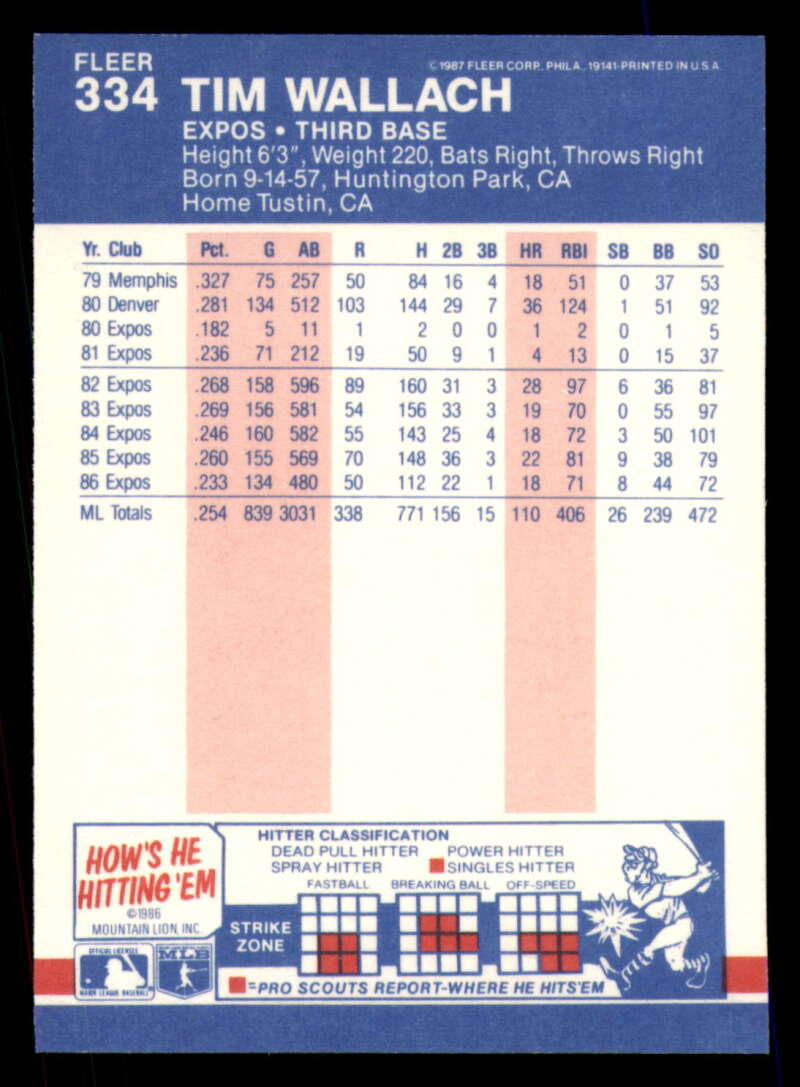 FLEER
334 TIM WALLACH
©1987 FLEER CORP., PHILA., 19141-PRINTED IN U.S.A.
EXPOS • THIRD BASE
Height 6'3", Weight 220, Bats Right, Throws Right
Born 9-14-57, Huntington Park, CA
Home Tustin, CA
Yr. Club Pct. G AB R H 2B 3B HR RBI SB BB SO
79 Memphis .327 75 257 50 84 16 4 18 51 0 37 53
80 Denver .281 134 512 103 144 29 7 36 124 1 51 92
80 Expos .182 5 11 1 2 0 0 1 2 0 1 5
81 Expos .236 71 212 19 50 9 1 4 13 0 15 37
82 Expos .268 158 596 89 160 31 3 28 97 6 36 81
83 Expos .269 156 581 54 156 33 3 19 70 0 55 97
84 Expos .246 160 582 55 143 25 4 18 72 3 50 101
85 Expos .260 155 569 70 148 36 3 22 81 9 38 79
86 Expos .233 134 480 50 112 22 1 18 71 8 44 72
ML Totals .254 839 3031 338 771 156 15 110 406 26 239 472
HOW'S HE
HITTING 'EM
©1986
MOUNTAIN LION, INC.
HITTER CLASSIFICATION
DEAD PULL HITTER POWER HITTER
SPRAY HITTER SINGLES HITTER
FASTBALL BREAKING BALL OFF-SPEED
STRIKE
ZONE
=PRO SCOUTS REPORT-WHERE HE HITS'EM
OFFICIAL LICENSEE
MAJOR LEAGUE BASEBALL
MLB